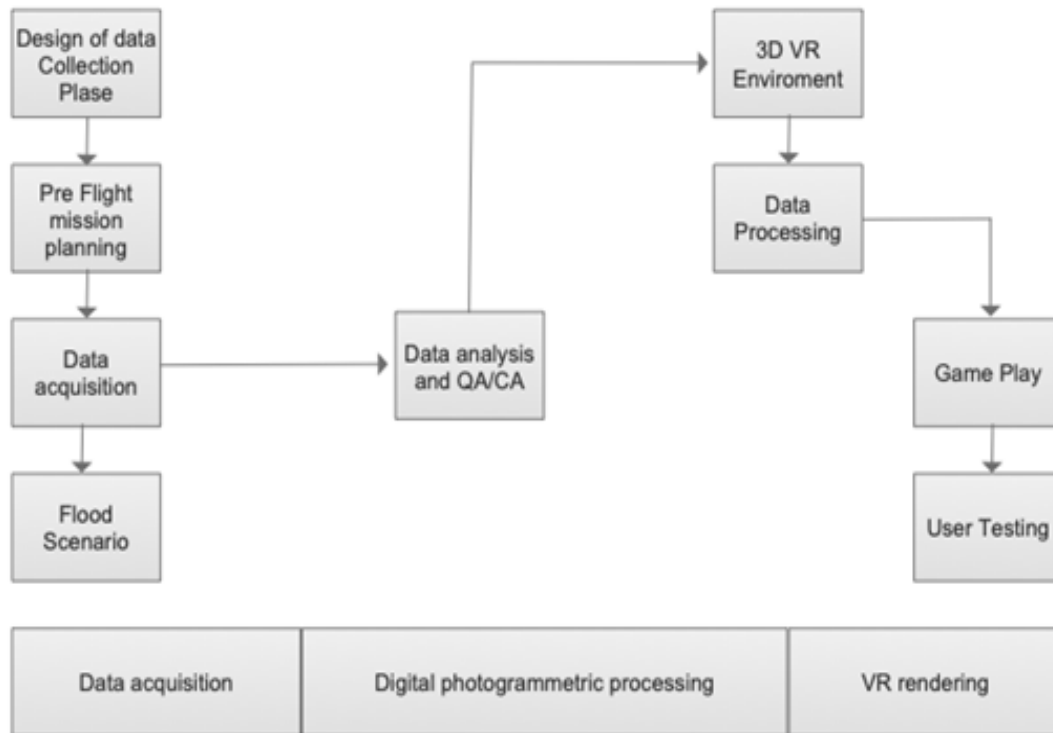 Design of data
Collection
Plase
Pre Flight
mission
planning
Data
acquisition
Flood
Scenario
Data analysis
and QA/CA
3D VR
Enviroment
Data
Processing
Game Play
User Testing
Data acquisition
Digital photogrammetric processing
VR rendering